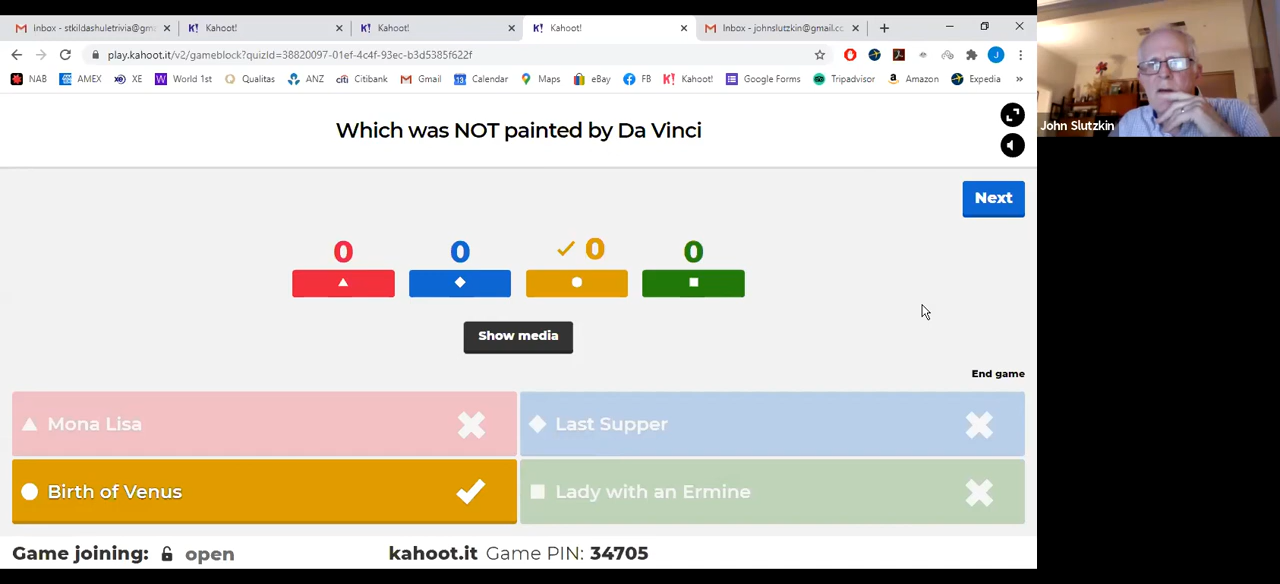 Inbox - stkildashuletrivia@gm
Kahoot!
Kahoot!
Kahoot!
Inbox - johnslutzkin@gmail.cc
play.kahoot.it/v2/gameblock?quizId=38820097-01ef-4c4f-93ec-b3d5385f622f
NAB AMEX XE World 1st Qualitas ANZ Citibank Gmail Calendar Maps eBay FB Kahoot! Google Forms Tripadvisor Amazon Expedia »
John Slutzkin
Which was NOT painted by Da Vinci
Next
0 0 0 0
Show media
End game
Mona Lisa
Last Supper
Birth of Venus
Lady with an Ermine
Game joining: open kahoot.it Game PIN: 34705